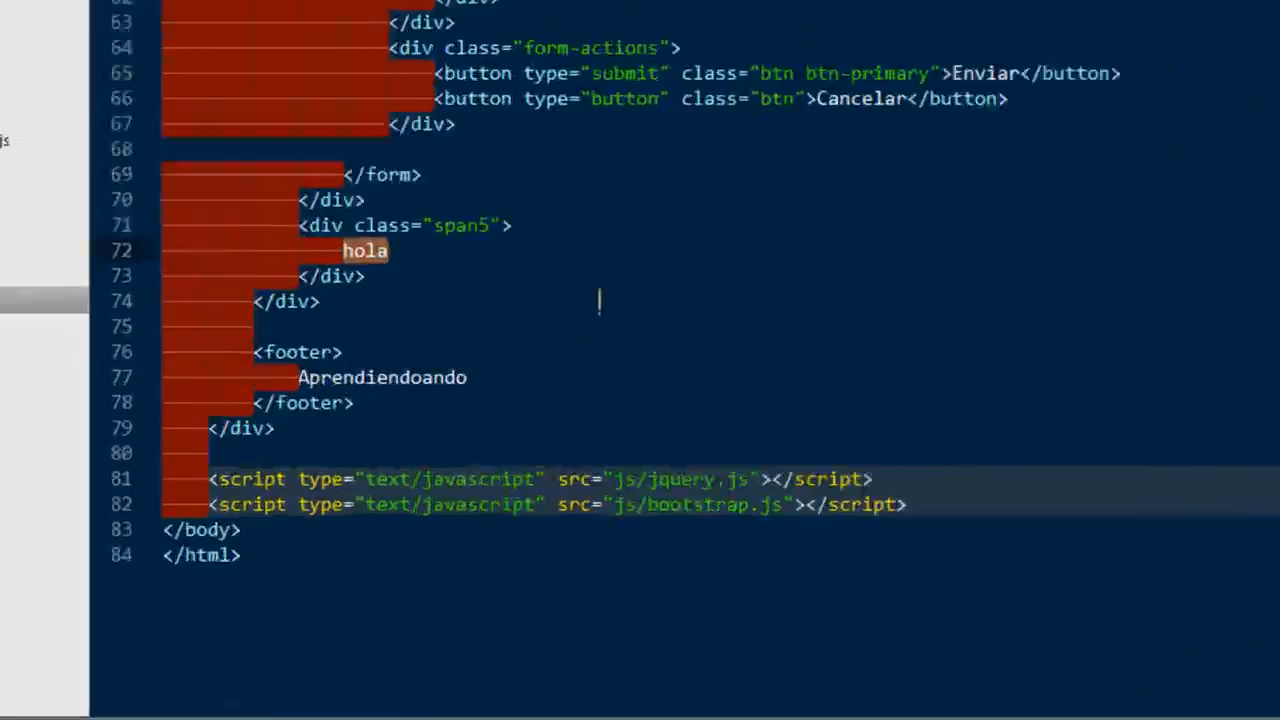 63 </div>
64 <div class="form-actions">
65 <button type="submit" class="btn btn-primary">Enviar</button>
66 <button type="button" class="btn">Cancelar</button>
67 </div>
68
69 </form>
70 </div>
71 <div class="span5">
72 hola
73 </div>
74 </div>
75
76 <footer>
77 Aprendiendoando
78 </footer>
79 </div>
80
81 <script type="text/javascript" src="js/jquery.js"></script>
82 <script type="text/javascript" src="js/bootstrap.js"></script>
83 </body>
84 </html>